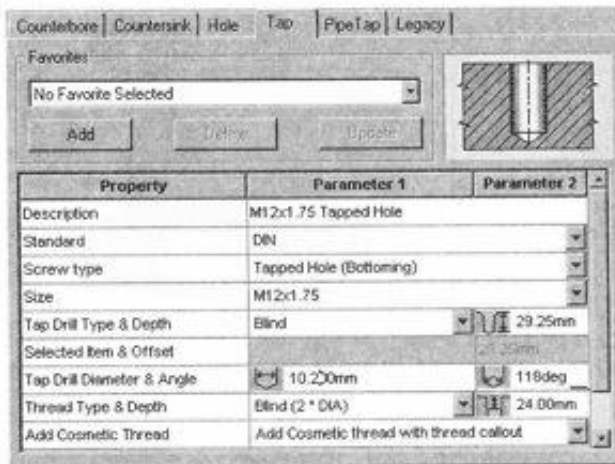 Counterbore Countersink Hole Tap PipeTap Legacy
Favorites
No Favorite Selected
Add Delete Update
Property Parameter 1 Parameter 2
Description M12x1.75 Tapped Hole
Standard DIN
Screw type Tapped Hole (Bottoming)
Size M12x1.75
Tap Drill Type & Depth Blind 29.25mm
Selected Item & Offset
Tap Drill Diameter & Angle 10.200mm 118deg
Thread Type & Depth Blind (2 * DIA) 24.00mm
Add Cosmetic Thread Add Cosmetic thread with thread callout